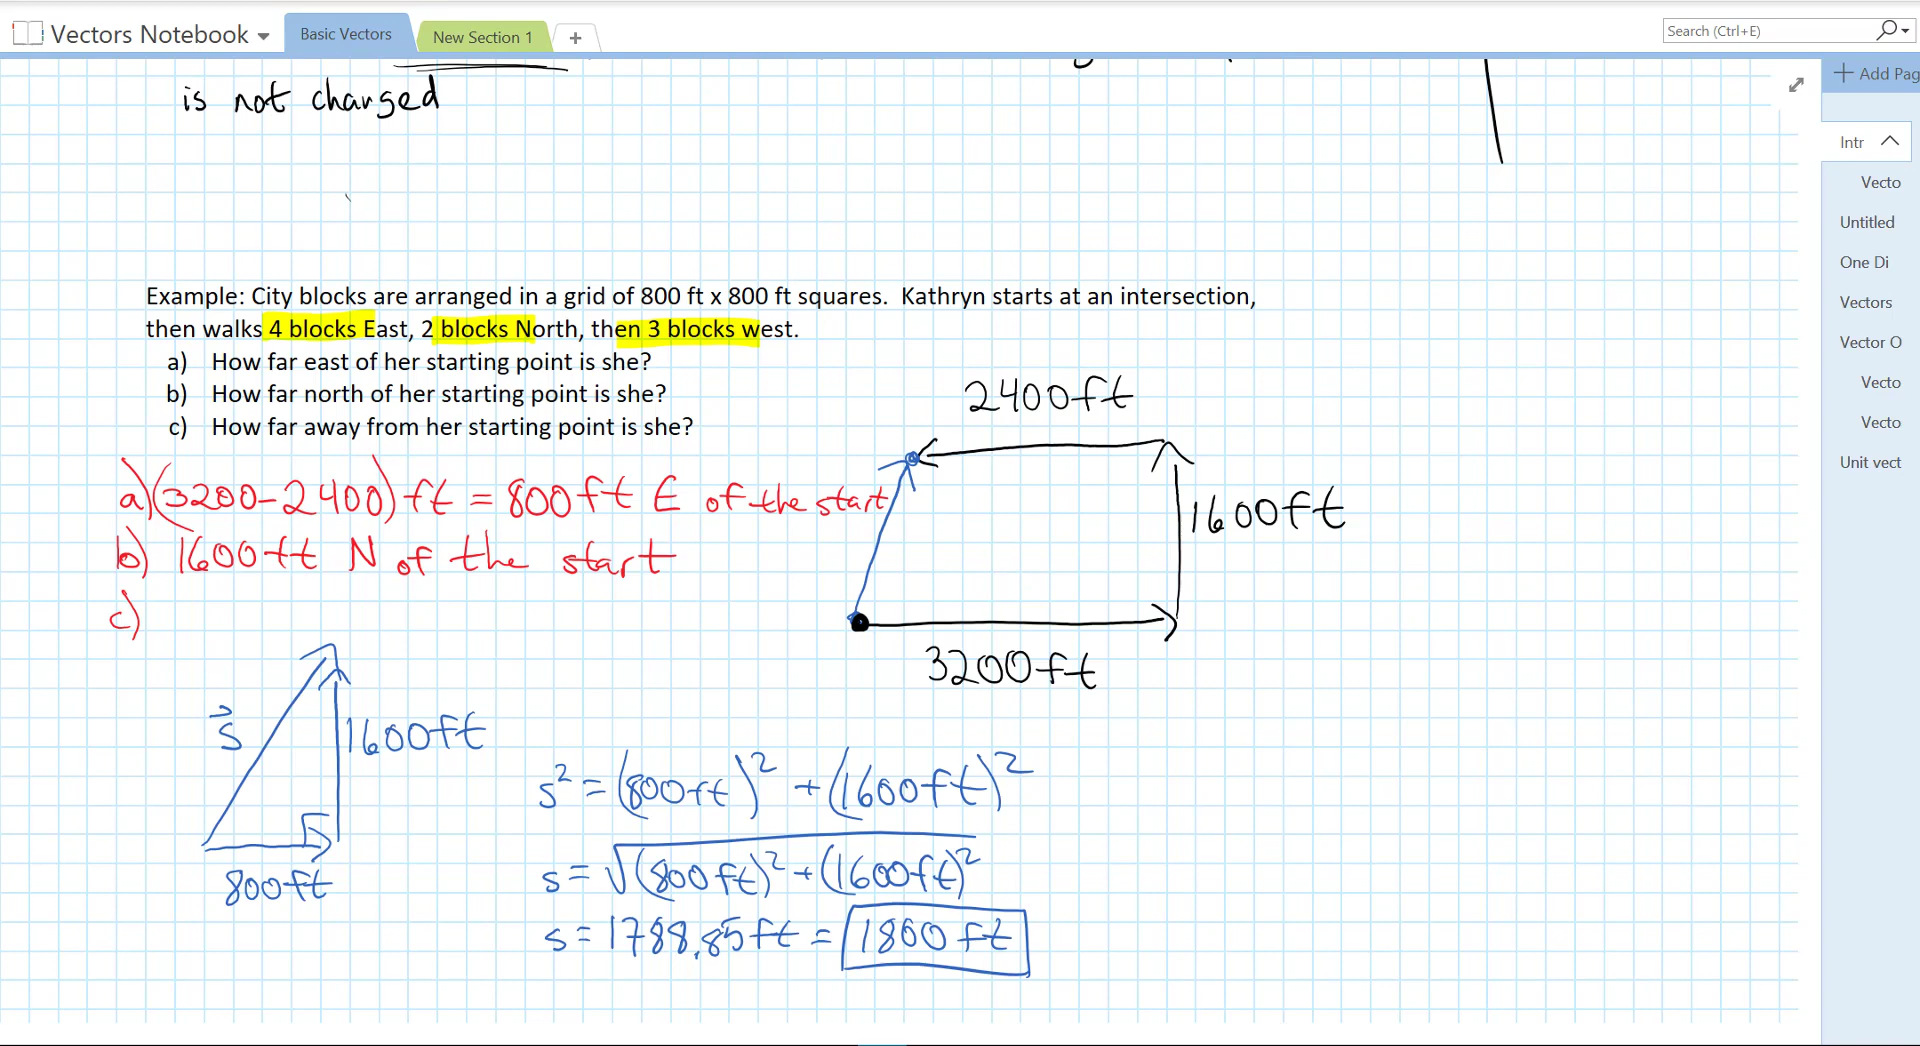 Vectors Notebook
Basic Vectors
New Section 1
+
Search (Ctrl+E)
+ Add Pag
is not charged
Intr
Vecto
Untitled
One Di
Vectors
Vector O
Vecto
Vecto
Unit vect
Example: City blocks are arranged in a grid of 800 ft x 800 ft squares. Kathryn starts at an intersection,
then walks 4 blocks East, 2 blocks North, then 3 blocks west.
a) How far east of her starting point is she?
b) How far north of her starting point is she?
c) How far away from her starting point is she?
2400ft
1600ft
3200ft
a) (3200-2400) ft = 800ft E of the start
b) 1600ft N of the start
c)
s⃗
1600ft
800ft
s² = (800ft)² + (1600ft)²
s = √(800ft)² + (1600ft)²
s = 1788.85ft = 1800 ft